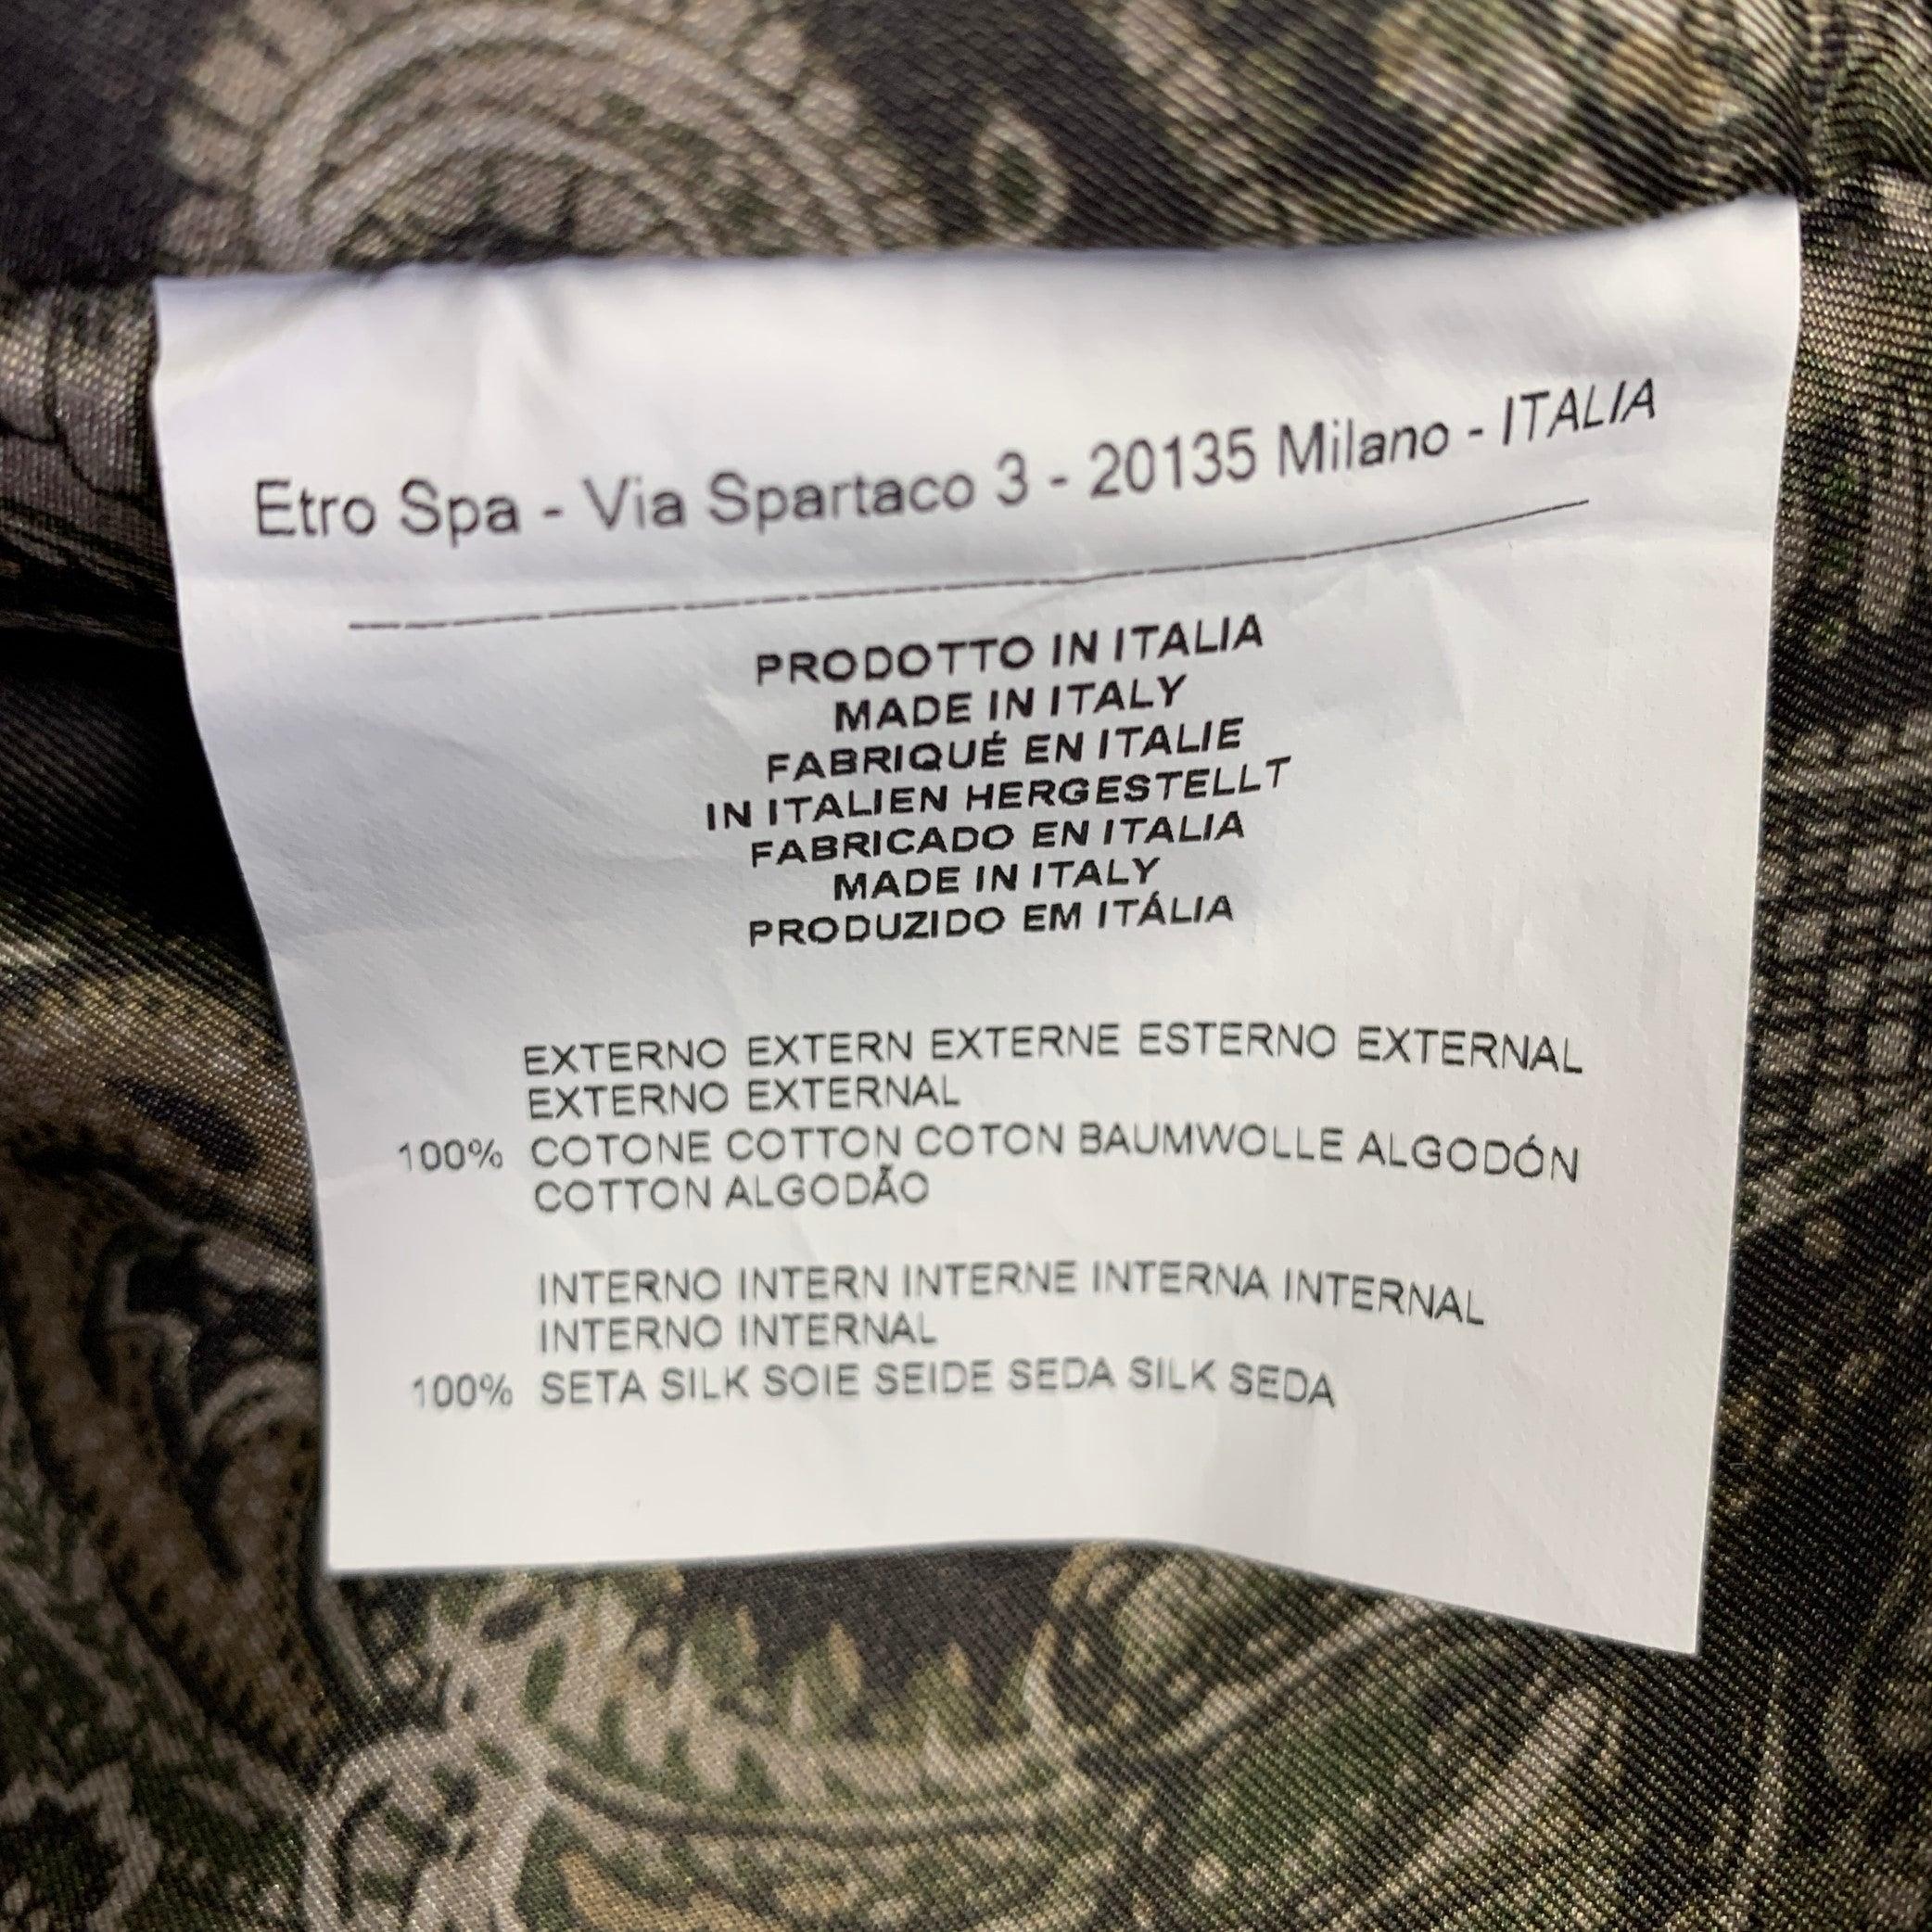 Etro Spa - Via Spartaco 3 - 20135 Milano - ITALIA
PRODOTTO IN ITALIA
MADE IN ITALY
FABRIQUÉ EN ITALIE
IN ITALIEN HERGESTELLT
FABRICADO EN ITALIA
MADE IN ITALY
PRODUZIDO EM ITÁLIA
EXTERNO EXTERN EXTERNE ESTERNO EXTERNAL
EXTERNO EXTERNAL
100% COTONE COTTON COTON BAUMWOLLE ALGODÓN
COTTON ALGODÃO
INTERNO INTERN INTERNE INTERNA INTERNAL
INTERNO INTERNAL
100% SETA SILK SOIE SEIDE SEDA SILK SEDA